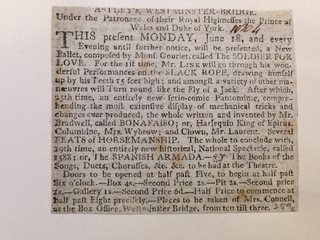 ASTLEY's, WESTMINSTER-BRIDGE.
Under the Patronage of their Royal Highnesses the Prince of
Wales and Duke of York.
THIS present MONDAY, June 18, and every
Evening until further notice, will be presented, a New
Ballet, composed by Mons. called The SOLDIER FOR
LOVE. For the 1st time, Mr. will go through his won-
derful Performances on the SLACK ROPE, drawing himself
up by his Teeth 15 feet high; and amongst a variety of other ma-
nœuvres will Turn round like the Fly of a Jack. After which,
25th time, an entirely new Serio-comic Pantomime, compre-
hending the most extensive display of mechanical tricks and
changes ever produced, the whole written and invented by Mr.
Bradwell, called BONAFABIO; or, Harlequin King of
Columbine, Mrs. Wybrow; and Clown, Mr. Laurent. Several
FEATS of HORSEMANSHIP. The whole to conclude with,
30th time, an entirely new Historical, National Spectacle, called
1588; or, The SPANISH ARMADA.—The Books of the
Songs, Duets, Chorusses, &c. &c. to be had at the Theatre.
Doors to be opened at half past Five, to begin at half past
Six o'clock.—Box 4s.—Second Price 2s.—Pit 2s.—Second price
1s.—Gallery 1s.—Second Price 6d.—Half Price to commence at
half past Eight precisely.—Places to be taken of Mrs. Connell,
at the Box Office, Westminster Bridge, from ten till three.